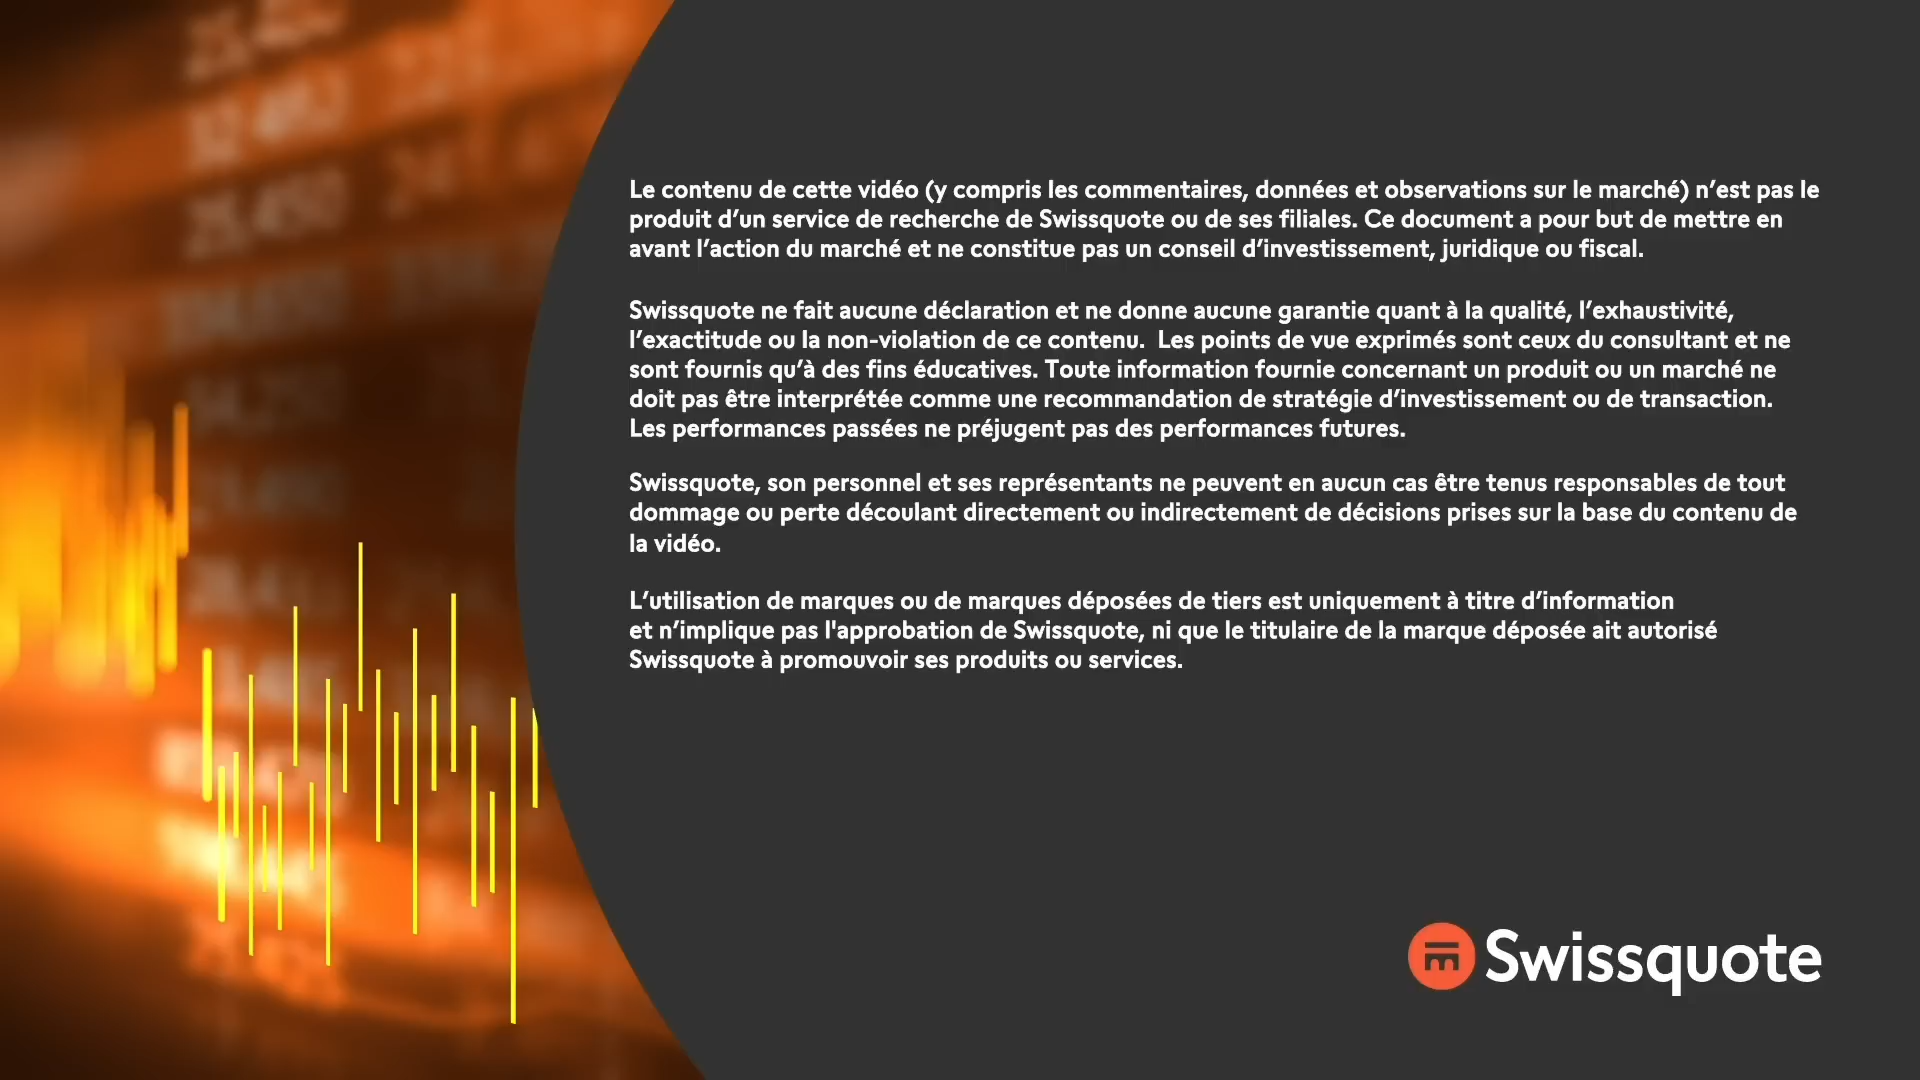 Le contenu de cette vidéo (y compris les commentaires, données et observations sur le marché) n’est pas le
produit d’un service de recherche de Swissquote ou de ses filiales. Ce document a pour but de mettre en
avant l’action du marché et ne constitue pas un conseil d’investissement, juridique ou fiscal.
Swissquote ne fait aucune déclaration et ne donne aucune garantie quant à la qualité, l’exhaustivité,
l’exactitude ou la non-violation de ce contenu.  Les points de vue exprimés sont ceux du consultant et ne
sont fournis qu’à des fins éducatives. Toute information fournie concernant un produit ou un marché ne
doit pas être interprétée comme une recommandation de stratégie d’investissement ou de transaction.
Les performances passées ne préjugent pas des performances futures.
Swissquote, son personnel et ses représentants ne peuvent en aucun cas être tenus responsables de tout
dommage ou perte découlant directement ou indirectement de décisions prises sur la base du contenu de
la vidéo.
L’utilisation de marques ou de marques déposées de tiers est uniquement à titre d’information
et n’implique pas l'approbation de Swissquote, ni que le titulaire de la marque déposée ait autorisé
Swissquote à promouvoir ses produits ou services.
Swissquote